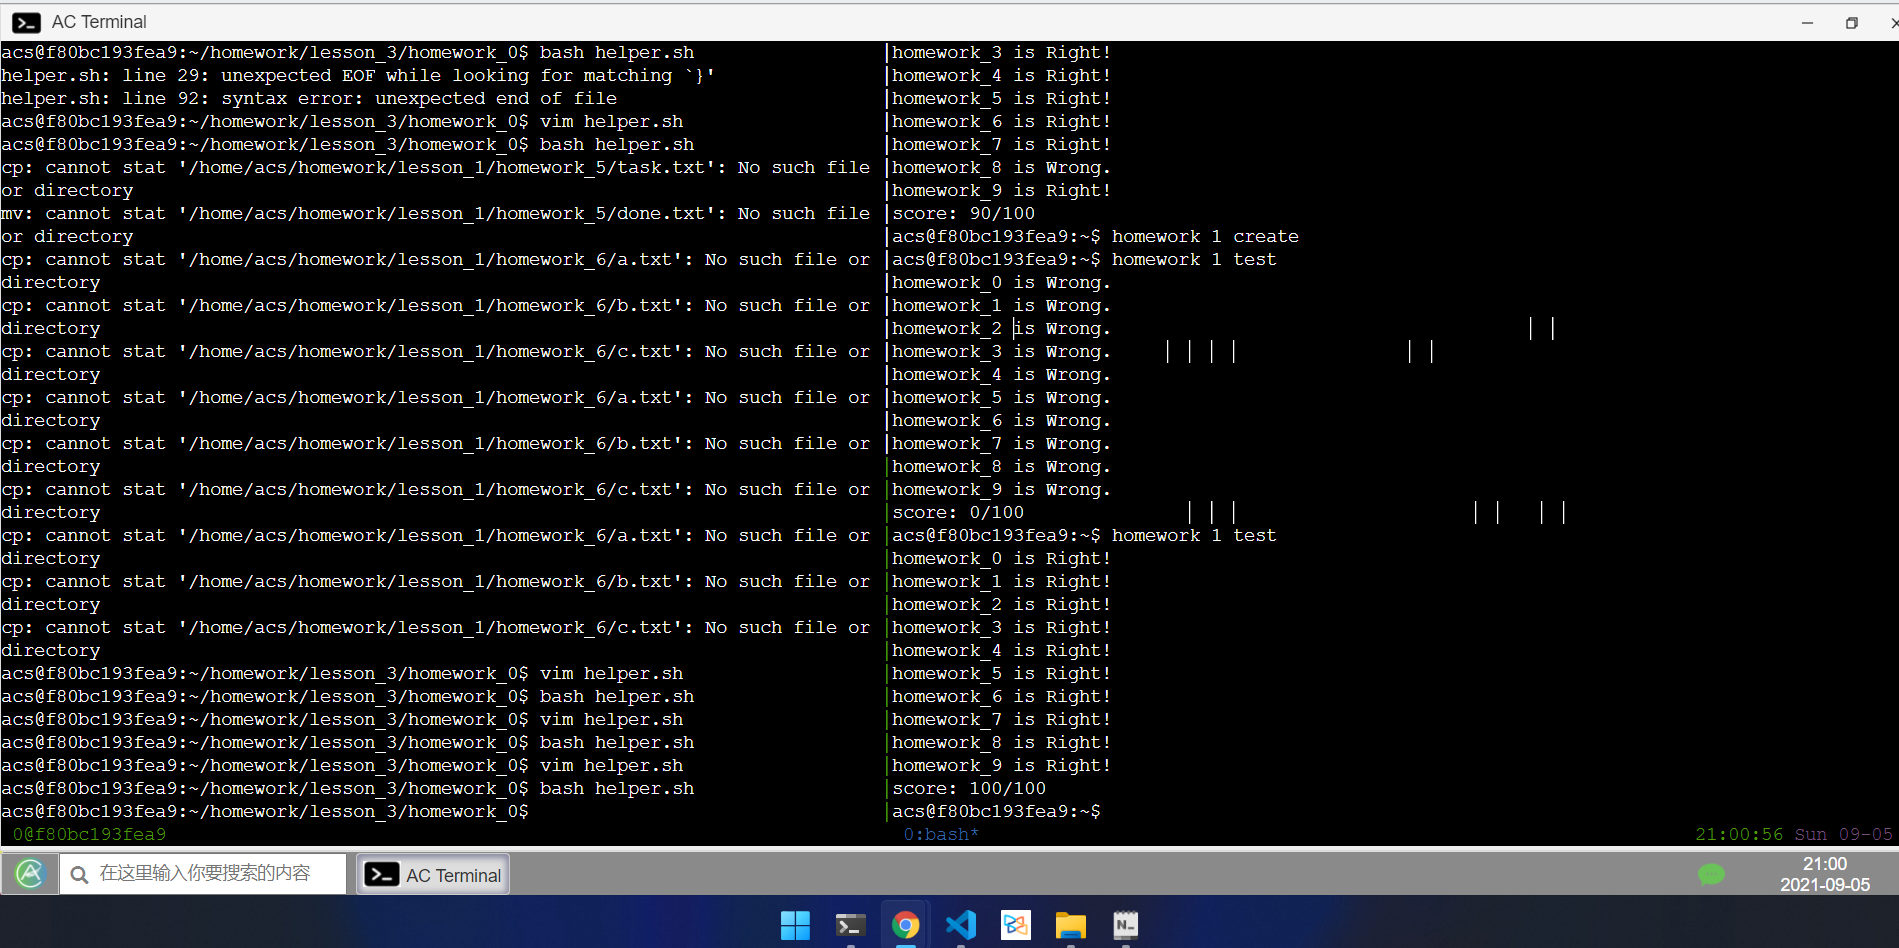 AC Terminal
acs@f80bc193fea9:~/homework/lesson_3/homework_0$ bash helper.sh
helper.sh: line 29: unexpected EOF while looking for matching `}'
helper.sh: line 92: syntax error: unexpected end of file
acs@f80bc193fea9:~/homework/lesson_3/homework_0$ vim helper.sh
acs@f80bc193fea9:~/homework/lesson_3/homework_0$ bash helper.sh
cp: cannot stat '/home/acs/homework/lesson_1/homework_5/task.txt': No such file
or directory
mv: cannot stat '/home/acs/homework/lesson_1/homework_5/done.txt': No such file
or directory
cp: cannot stat '/home/acs/homework/lesson_1/homework_6/a.txt': No such file or
directory
cp: cannot stat '/home/acs/homework/lesson_1/homework_6/b.txt': No such file or
directory
cp: cannot stat '/home/acs/homework/lesson_1/homework_6/c.txt': No such file or
directory
cp: cannot stat '/home/acs/homework/lesson_1/homework_6/a.txt': No such file or
directory
cp: cannot stat '/home/acs/homework/lesson_1/homework_6/b.txt': No such file or
directory
cp: cannot stat '/home/acs/homework/lesson_1/homework_6/c.txt': No such file or
directory
cp: cannot stat '/home/acs/homework/lesson_1/homework_6/a.txt': No such file or
directory
cp: cannot stat '/home/acs/homework/lesson_1/homework_6/b.txt': No such file or
directory
cp: cannot stat '/home/acs/homework/lesson_1/homework_6/c.txt': No such file or
directory
acs@f80bc193fea9:~/homework/lesson_3/homework_0$ vim helper.sh
acs@f80bc193fea9:~/homework/lesson_3/homework_0$ bash helper.sh
acs@f80bc193fea9:~/homework/lesson_3/homework_0$ vim helper.sh
acs@f80bc193fea9:~/homework/lesson_3/homework_0$ bash helper.sh
acs@f80bc193fea9:~/homework/lesson_3/homework_0$ vim helper.sh
acs@f80bc193fea9:~/homework/lesson_3/homework_0$ bash helper.sh
acs@f80bc193fea9:~/homework/lesson_3/homework_0$
homework_3 is Right!
homework_4 is Right!
homework_5 is Right!
homework_6 is Right!
homework_7 is Right!
homework_8 is Wrong.
homework_9 is Right!
score: 90/100
acs@f80bc193fea9:~$ homework 1 create
acs@f80bc193fea9:~$ homework 1 test
homework_0 is Wrong.
homework_1 is Wrong.
homework_2 is Wrong.
homework_3 is Wrong.
homework_4 is Wrong.
homework_5 is Wrong.
homework_6 is Wrong.
homework_7 is Wrong.
homework_8 is Wrong.
homework_9 is Wrong.
score: 0/100
acs@f80bc193fea9:~$ homework 1 test
homework_0 is Right!
homework_1 is Right!
homework_2 is Right!
homework_3 is Right!
homework_4 is Right!
homework_5 is Right!
homework_6 is Right!
homework_7 is Right!
homework_8 is Right!
homework_9 is Right!
score: 100/100
acs@f80bc193fea9:~$
0@f80bc193fea9 0:bash* 21:00:56 Sun 09-05
在这里输入你要搜索的内容
AC Terminal
21:00
2021-09-05